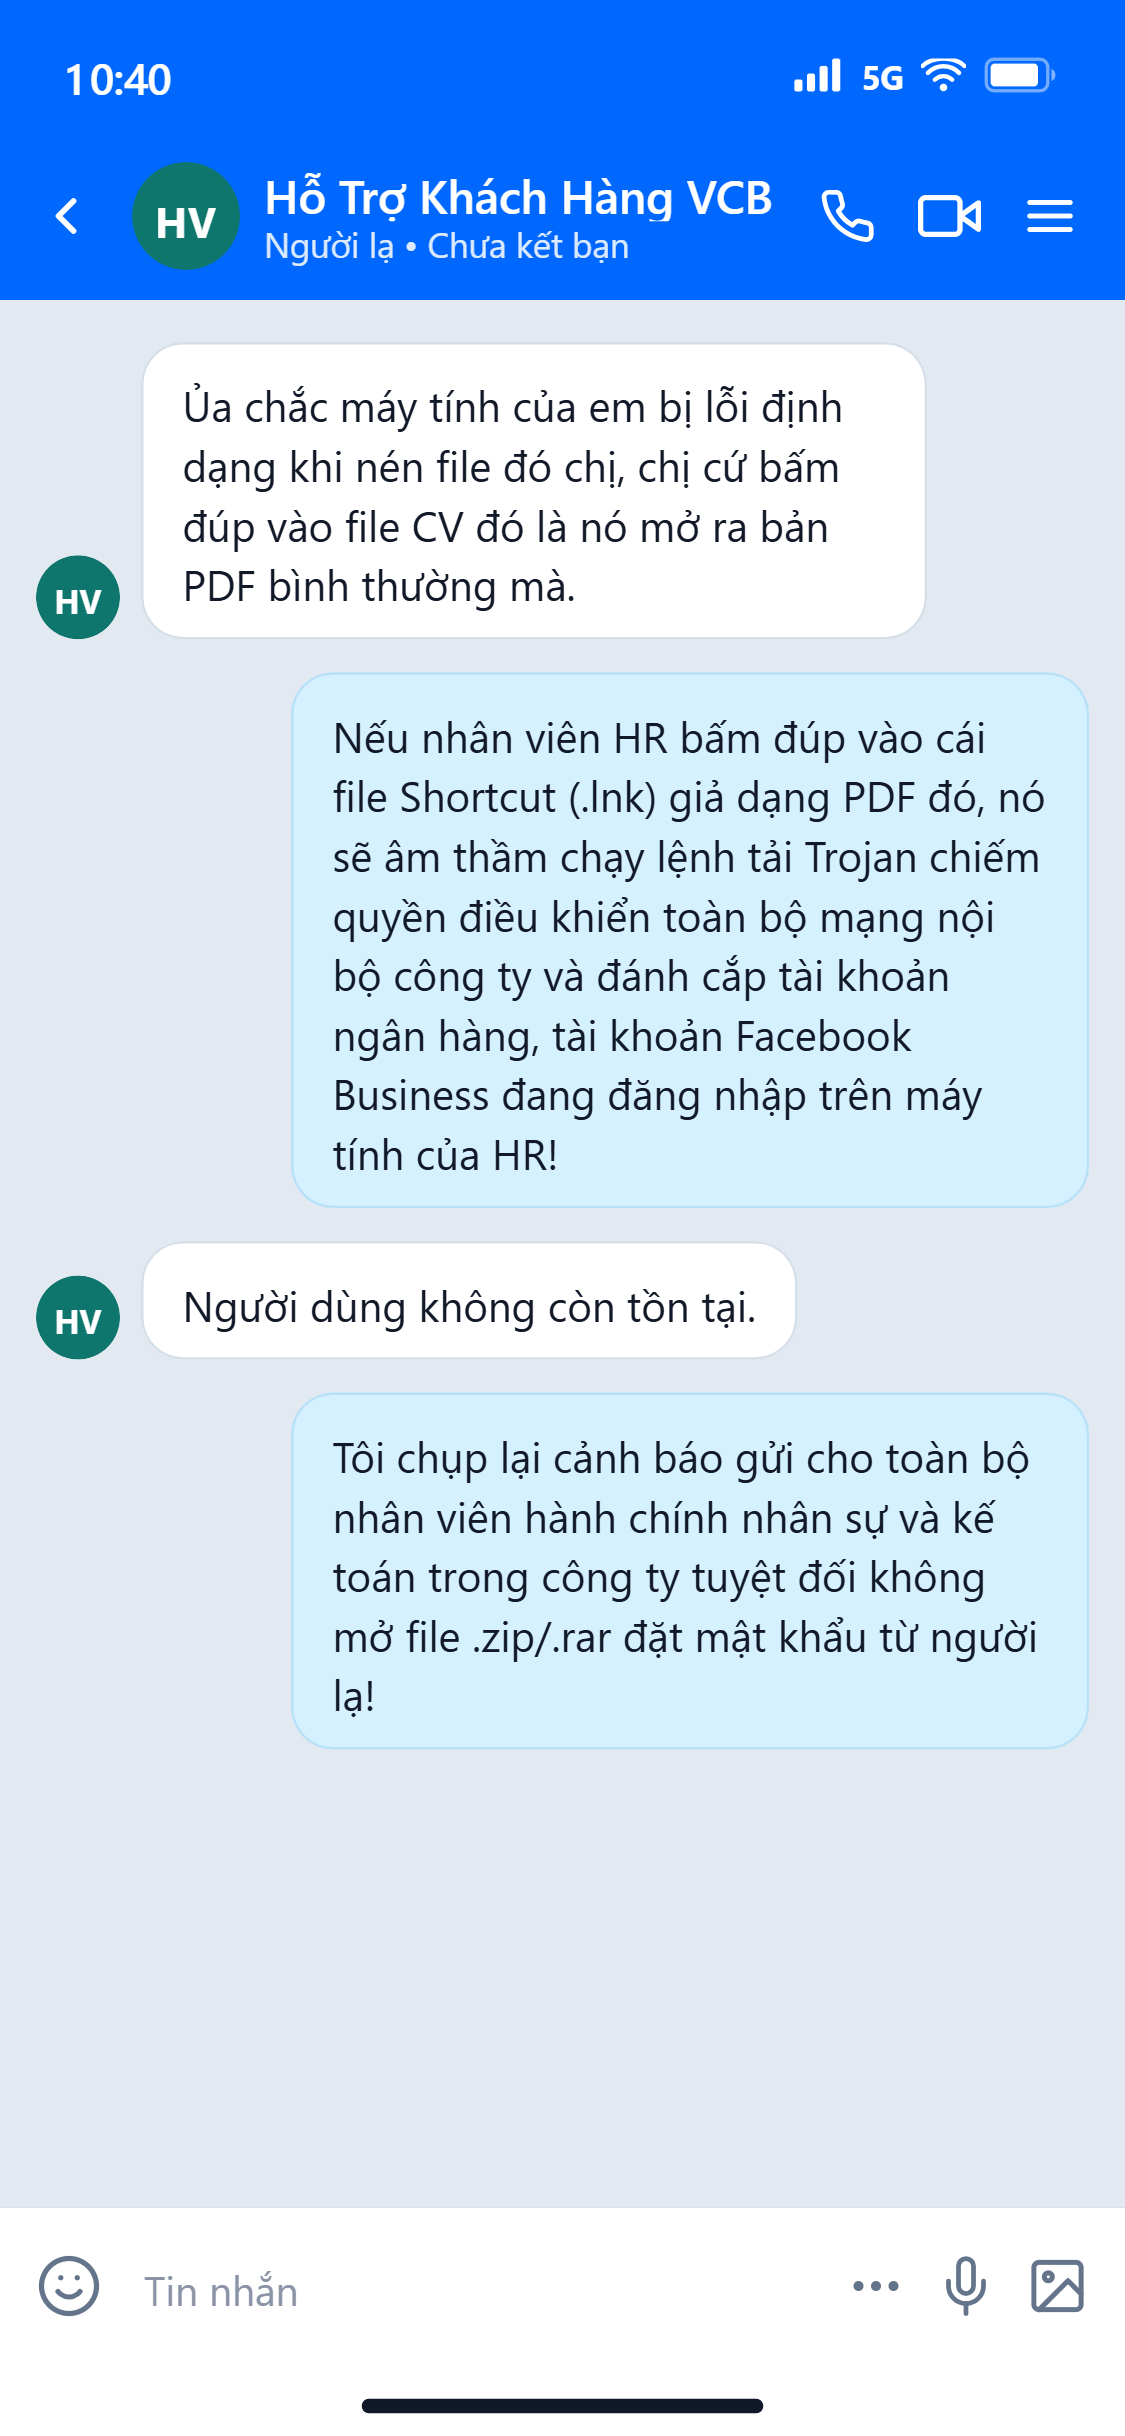 10:40
5G
HV
Hỗ Trợ Khách Hàng VCB
Người lạ • Chưa kết bạn
Ủa chắc máy tính của em bị lỗi định
dạng khi nén file đó chị, chị cứ bấm
đúp vào file CV đó là nó mở ra bản
PDF bình thường mà.
HV
Nếu nhân viên HR bấm đúp vào cái
file Shortcut (.lnk) giả dạng PDF đó, nó
sẽ âm thầm chạy lệnh tải Trojan chiếm
quyền điều khiển toàn bộ mạng nội
bộ công ty và đánh cắp tài khoản
ngân hàng, tài khoản Facebook
Business đang đăng nhập trên máy
tính của HR!
HV
Người dùng không còn tồn tại.
Tôi chụp lại cảnh báo gửi cho toàn bộ
nhân viên hành chính nhân sự và kế
toán trong công ty tuyệt đối không
mở file .zip/.rar đặt mật khẩu từ người
lạ!
Tin nhắn